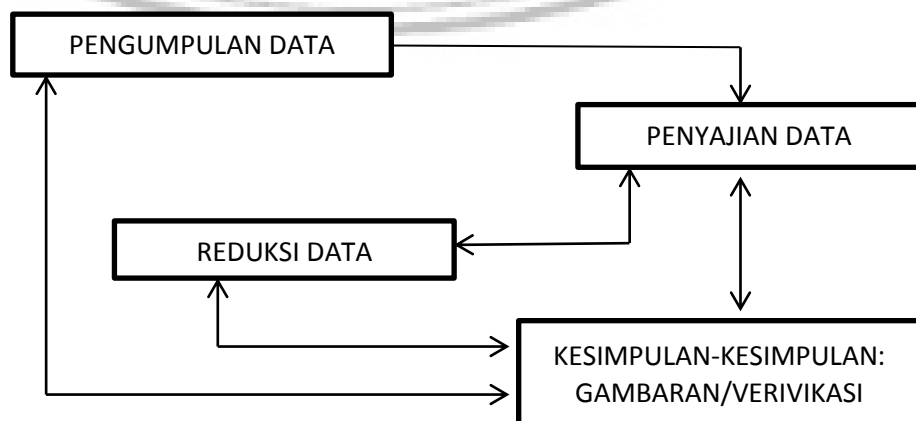 PENGUMPULAN DATA
PENYAJIAN DATA
REDUKSI DATA
KESIMPULAN-KESIMPULAN:
GAMBARAN/VERIVIKASI